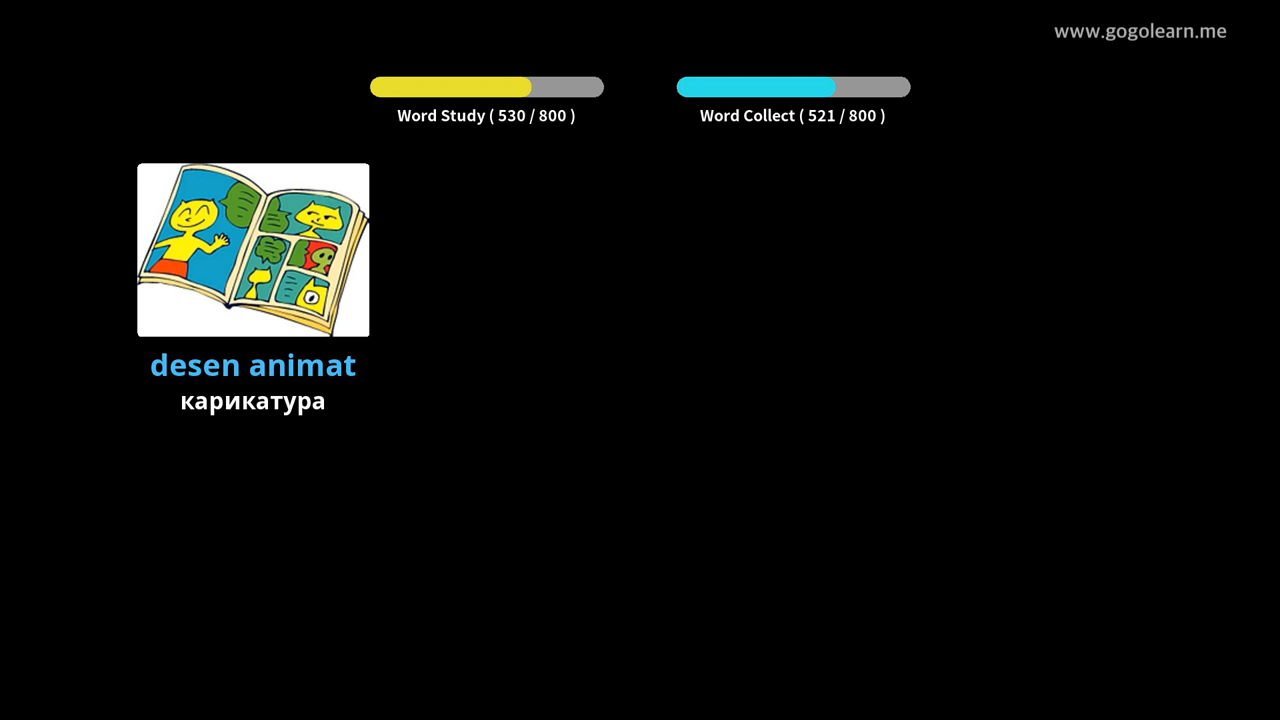 www.gogolearn.me
Word Study ( 530 / 800 )
Word Collect ( 521 / 800 )
desen animat
карикатура